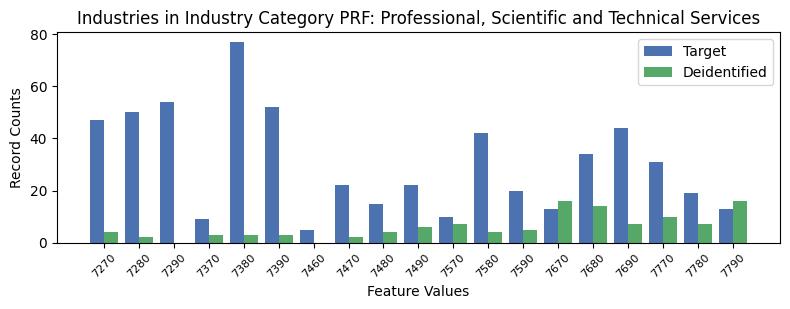 Industries in Industry Category PRF: Professional, Scientific and Technical Services
Target
Deidentified
Record Counts
80
60
40
20
0
7270 7280 7290 7370 7380 7390 7460 7470 7480 7490 7570 7580 7590 7670 7680 7690 7770 7780 7790
Feature Values